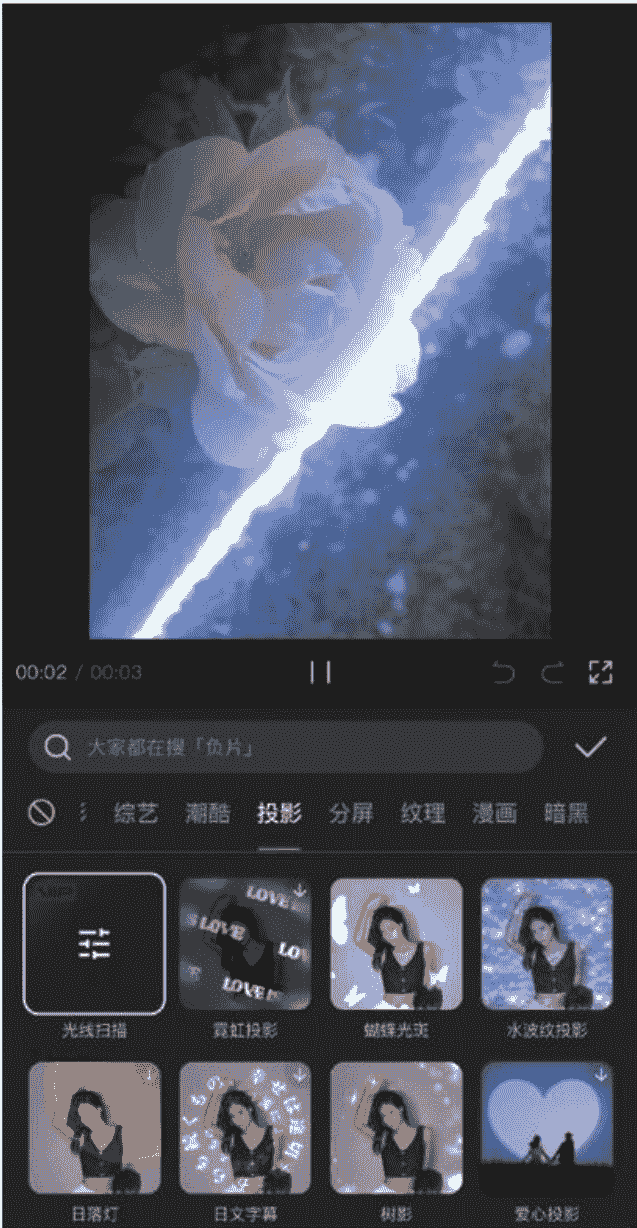 00:02 / 00:03
大家都在搜「负片」
综艺 潮酷 投影 分屏 纹理 漫画 暗黑
LOVE
LOVE
LOVE
光线扫描 霓虹投影 蝴蝶光斑 水波纹投影
日落灯 日文字幕 树影 爱心投影